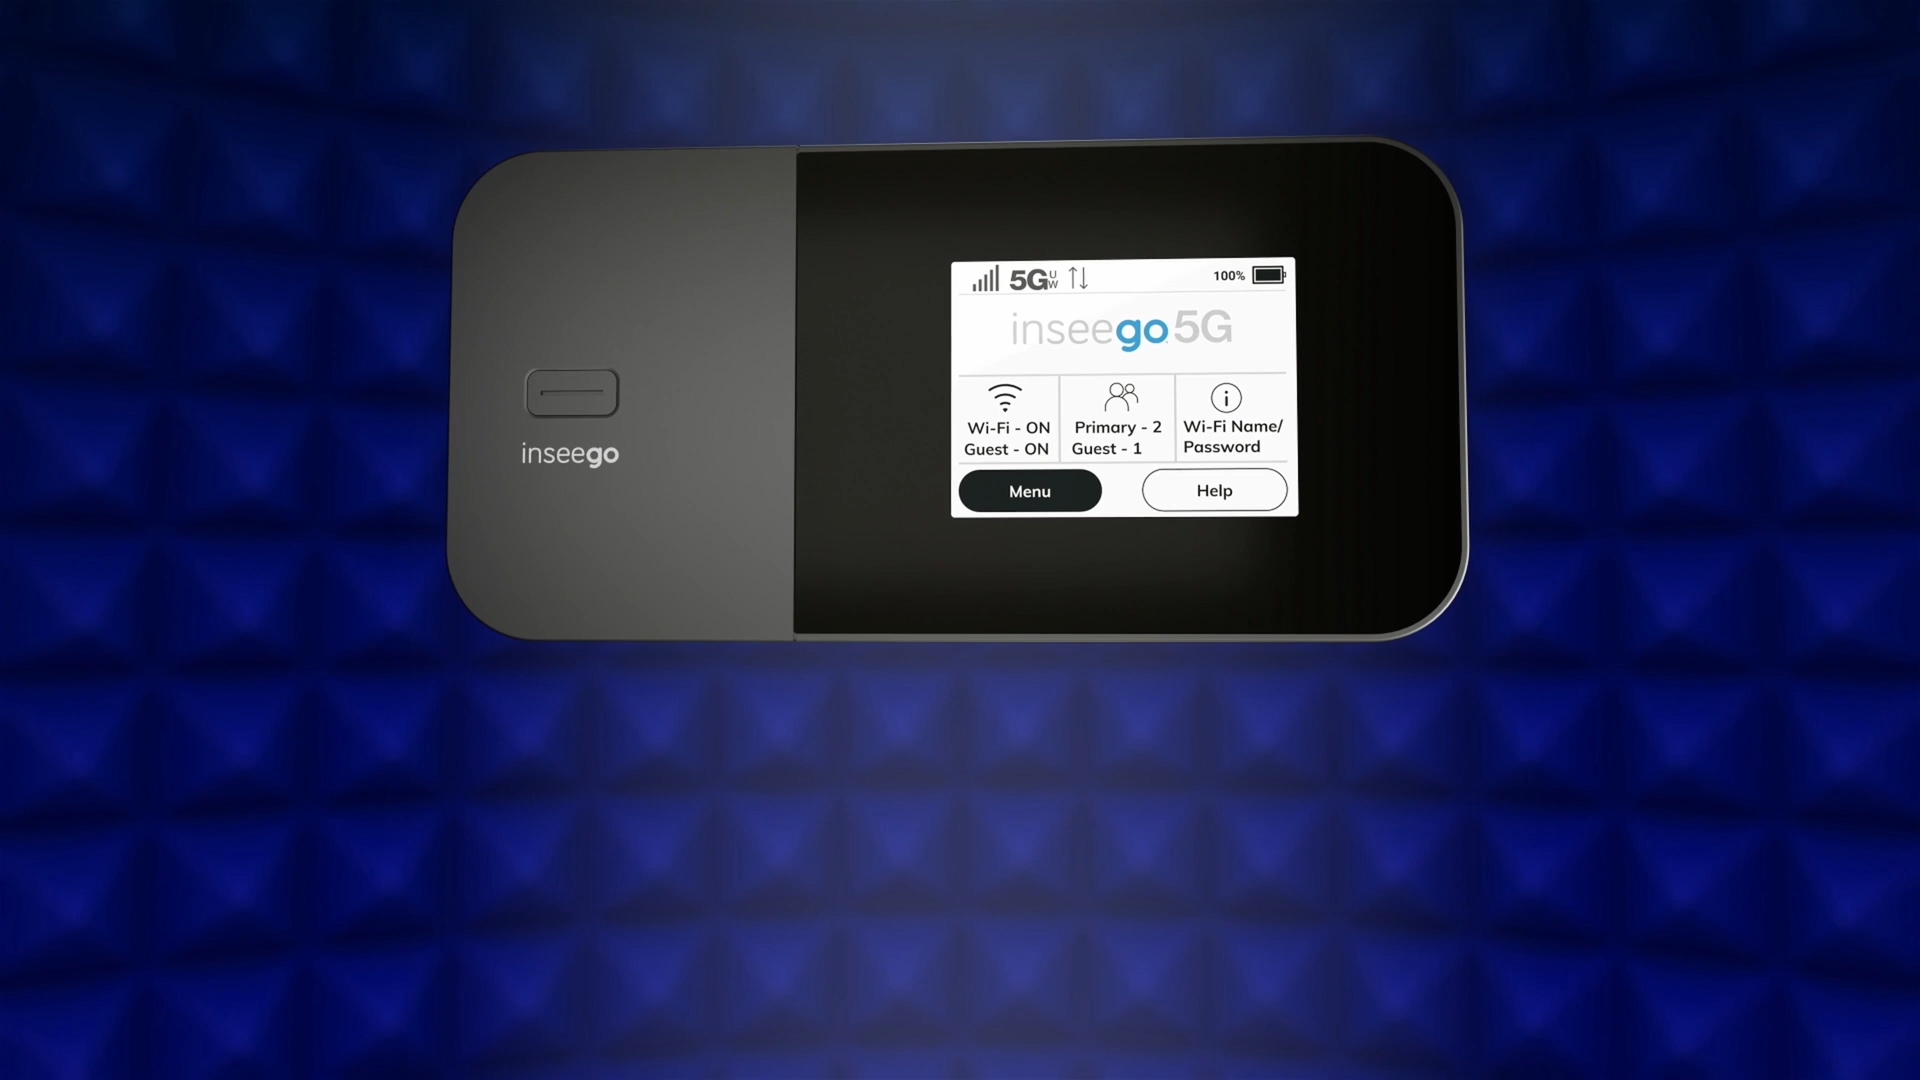 5G UW 100%
inseego 5G
Wi-Fi - ON
Guest - ON
Primary - 2
Guest - 1
Wi-Fi Name/
Password
Menu
Help
inseego